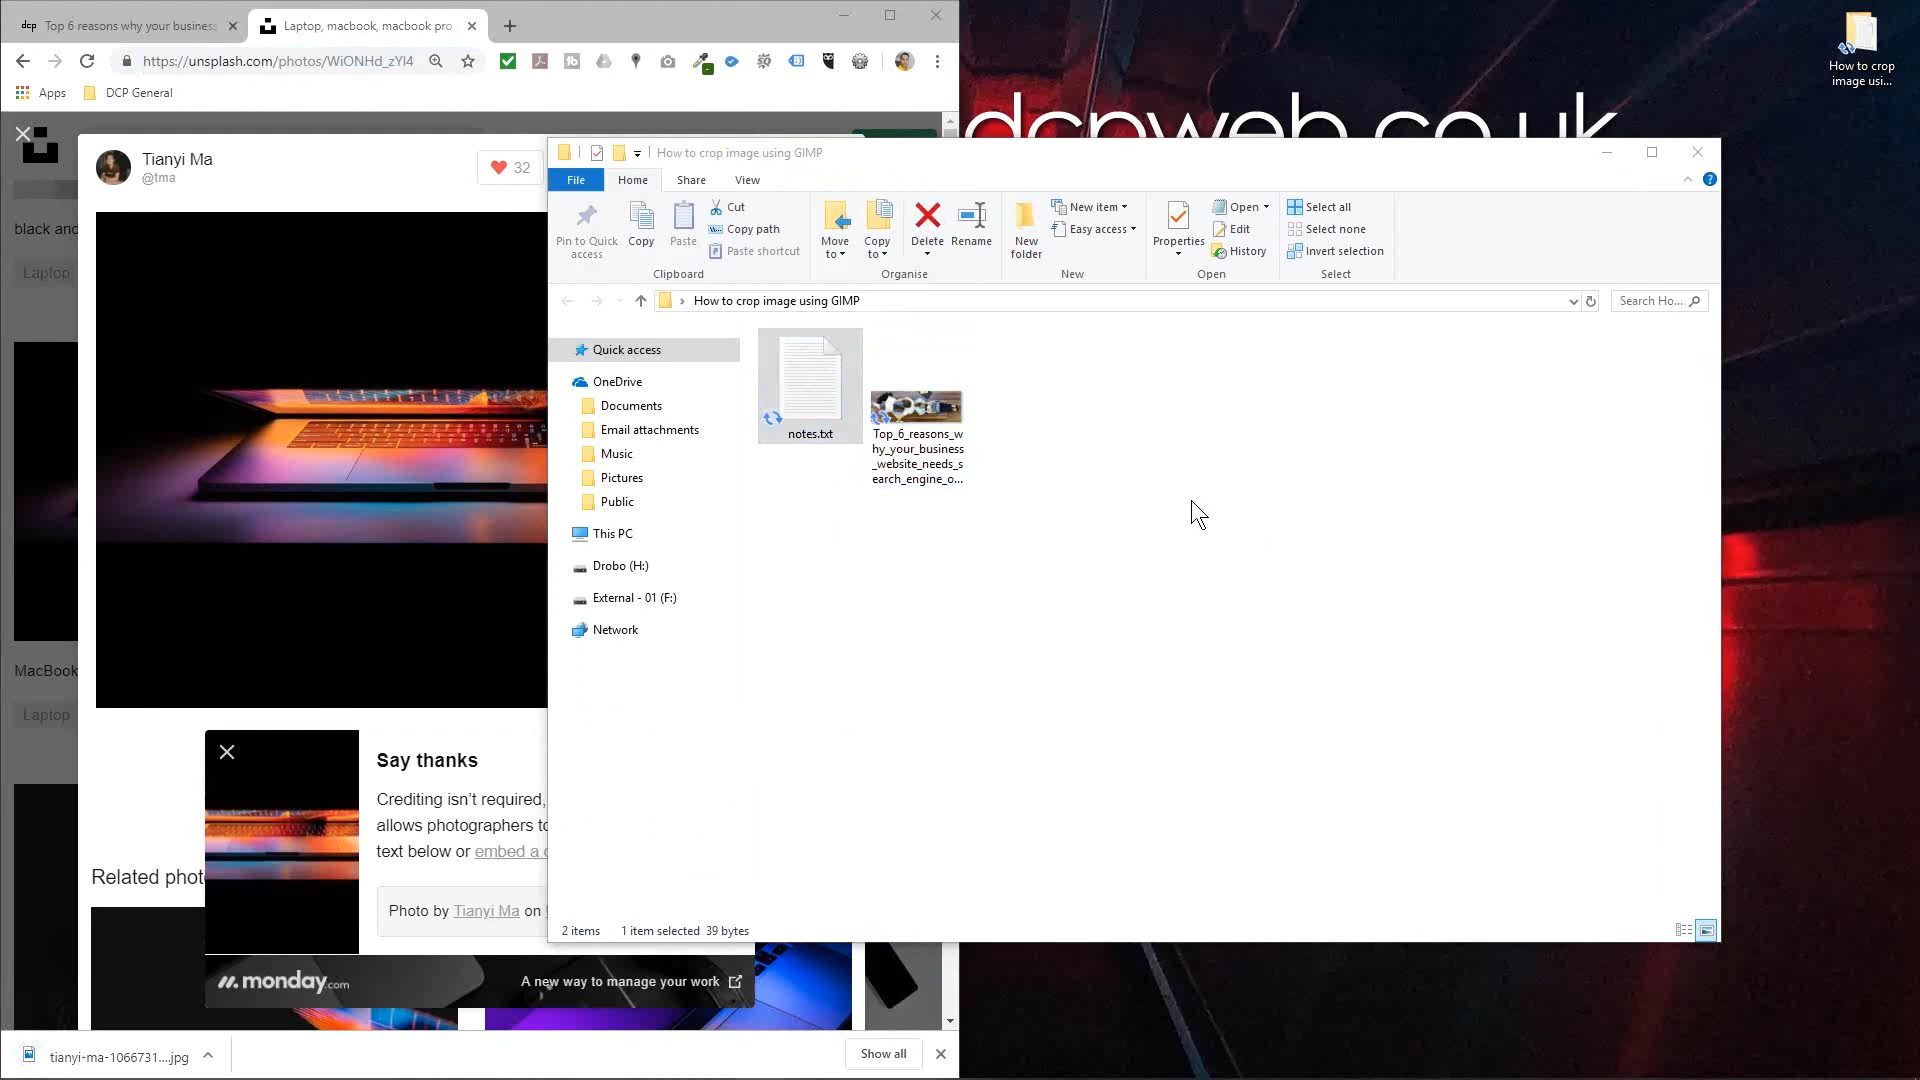 dcp Top 6 reasons why your business
Laptop, macbook, macbook pro
https://unsplash.com/photos/WiONHd_zYI4
Apps
DCP General
dcpweb.co.uk
How to crop
image usi...
Tianyi Ma
@tma
32
black and
Laptop
MacBook
Laptop
How to crop image using GIMP
File
Home
Share
View
Pin to Quick
access
Copy
Paste
Cut
Copy path
Paste shortcut
Clipboard
Move
to
Copy
to
Delete
Rename
Organise
New
folder
New item
Easy access
New
Properties
Open
Edit
History
Open
Select all
Select none
Invert selection
Select
How to crop image using GIMP
Search Ho...
Quick access
OneDrive
Documents
Email attachments
Music
Pictures
Public
This PC
Drobo (H:)
External - 01 (F:)
Network
notes.txt
Top_6_reasons_w
hy_your_business
_website_needs_s
earch_engine_o...
2 items
1 item selected 39 bytes
Say thanks
Crediting isn’t required,
allows photographers to
text below or embed a
Photo by Tianyi Ma on
Related photo
monday.com
A new way to manage your work
tianyi-ma-1066731....jpg
Show all